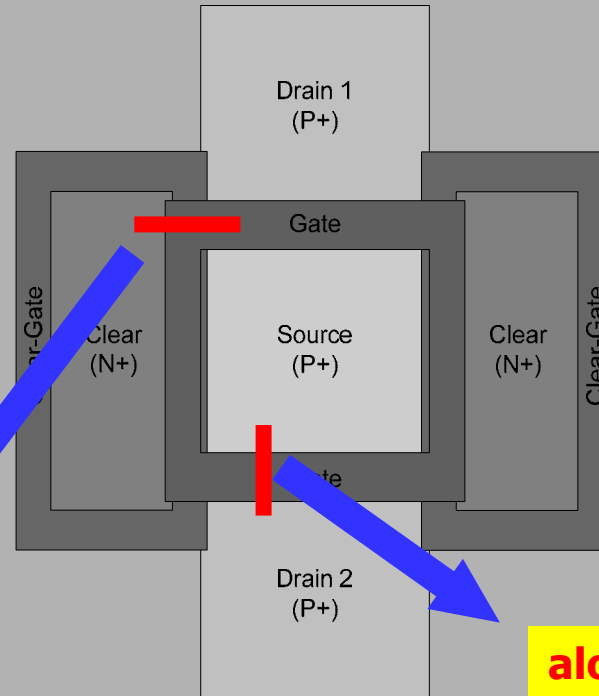 Drain 1
(P+)
Gate
Clear
(N+)
Source
(P+)
Clear
(N+)
Drain 2
(P+)